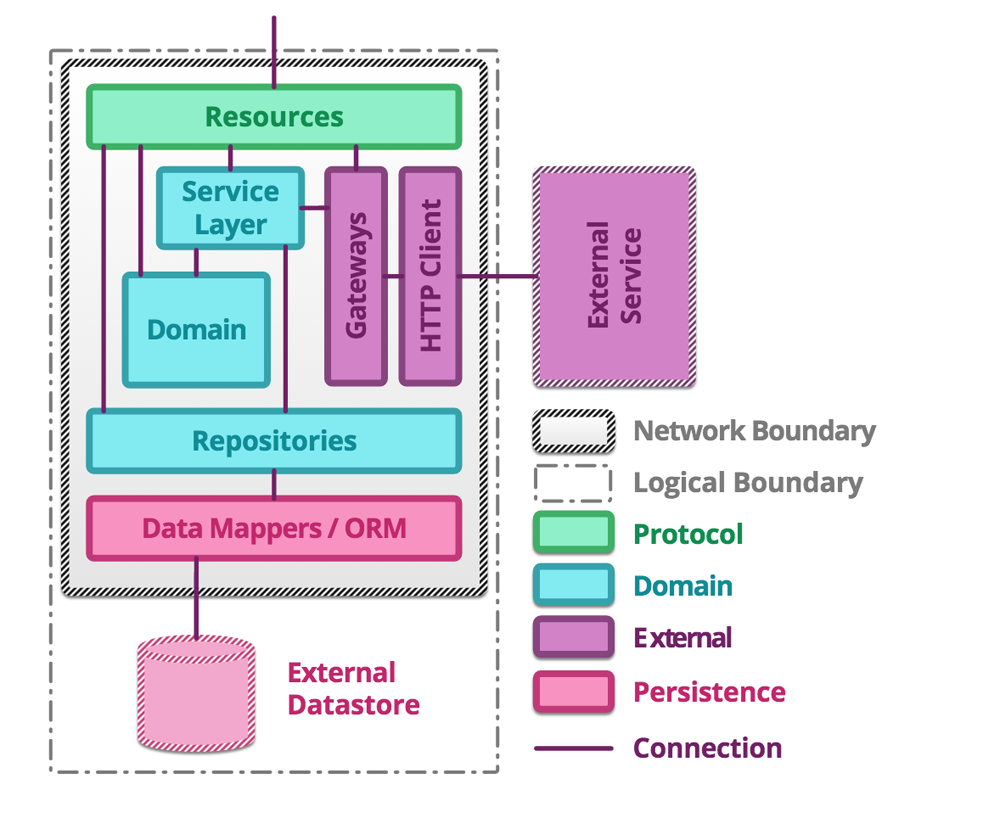 Resources
Service
Layer
Gateways
HTTP Client
External
Service
Domain
Repositories
Data Mappers / ORM
External
Datastore
Network Boundary
Logical Boundary
Protocol
Domain
External
Persistence
Connection